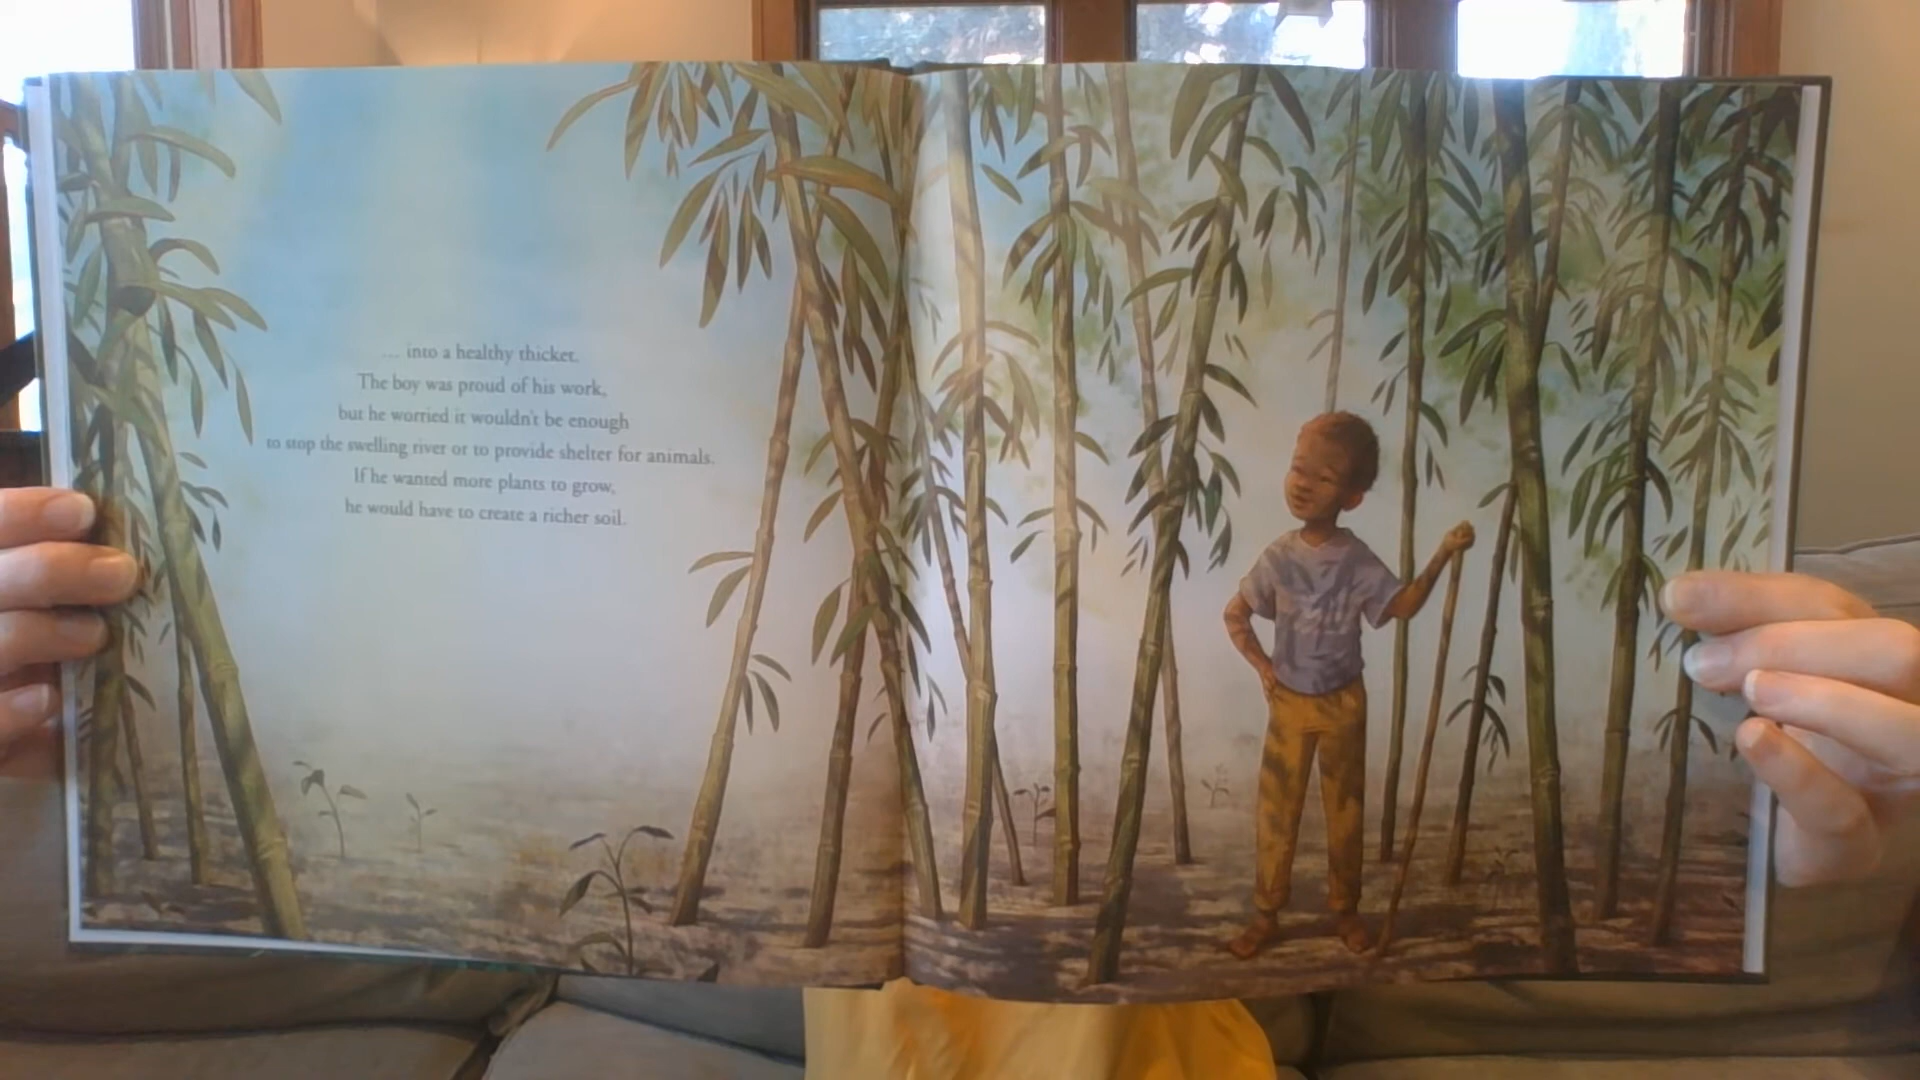 ... into a healthy thicket.
The boy was proud of his work,
but he worried it wouldn't be enough
to stop the swelling river or to provide shelter for animals.
If he wanted more plants to grow,
he would have to create a richer soil.